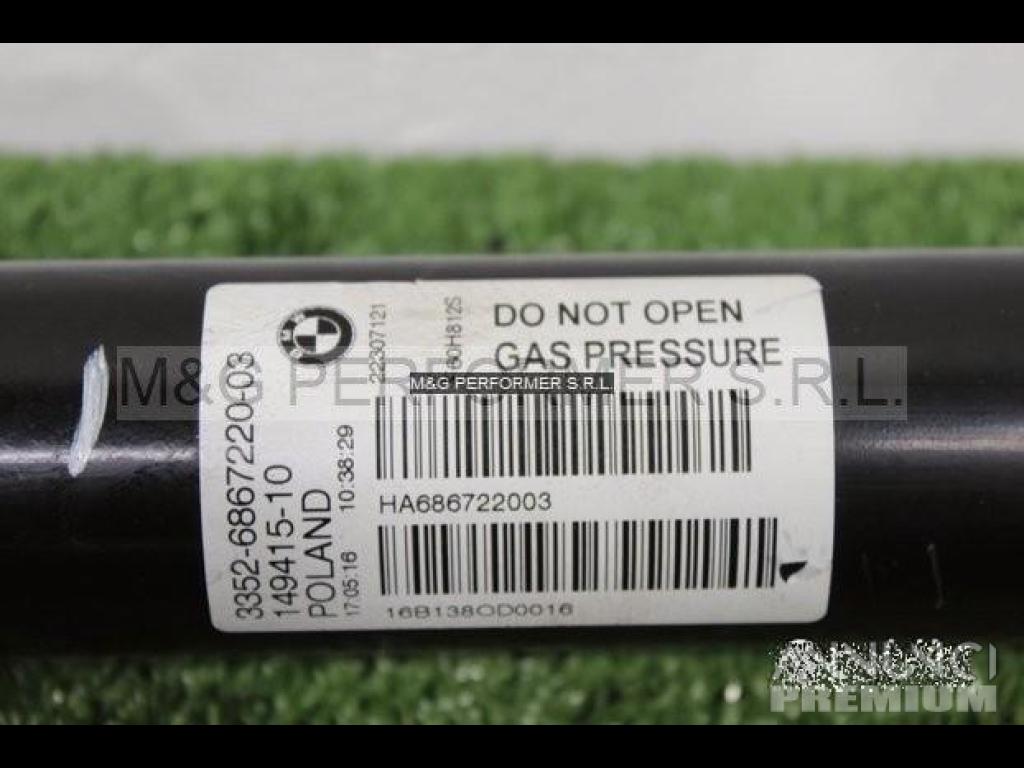 BMW
3352-6867220-03
149415-10
POLAND
17.05.16 10:38:29
22307121
DO NOT OPEN
GAS PRESSURE
M&G PERFORMER S.R.L.
M&G PERFORMER S.R.L.
HA686722003
16B138OD0016
PREMIUM